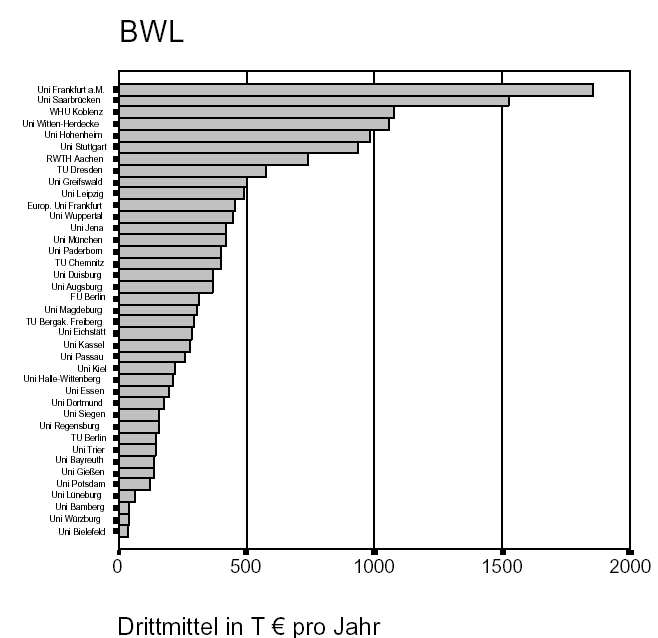 BWL
Uni Frankfurt a.M.
Uni Saarbrücken
WHU Koblenz
Uni Witten-Herdecke
Uni Hohenheim
Uni Stuttgart
RWTH Aachen
TU Dresden
Uni Greifswald
Uni Leipzig
Europ. Uni Frankfurt
Uni Wuppertal
Uni Jena
Uni München
Uni Paderborn
TU Chemnitz
Uni Duisburg
Uni Augsburg
FU Berlin
Uni Magdeburg
TU Bergak. Freiberg
Uni Eichstätt
Uni Kassel
Uni Passau
Uni Kiel
Uni Halle-Wittenberg
Uni Essen
Uni Dortmund
Uni Siegen
Uni Regensburg
TU Berlin
Uni Trier
Uni Bayreuth
Uni Gießen
Uni Potsdam
Uni Lüneburg
Uni Bamberg
Uni Würzburg
Uni Bielefeld
0 500 1000 1500 2000
Drittmittel in T € pro Jahr